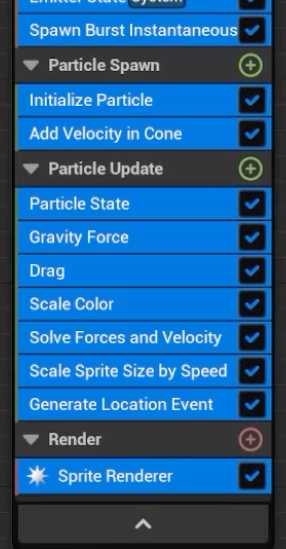 Emitter State System
Spawn Burst Instantaneous
Particle Spawn
Initialize Particle
Add Velocity in Cone
Particle Update
Particle State
Gravity Force
Drag
Scale Color
Solve Forces and Velocity
Scale Sprite Size by Speed
Generate Location Event
Render
Sprite Renderer